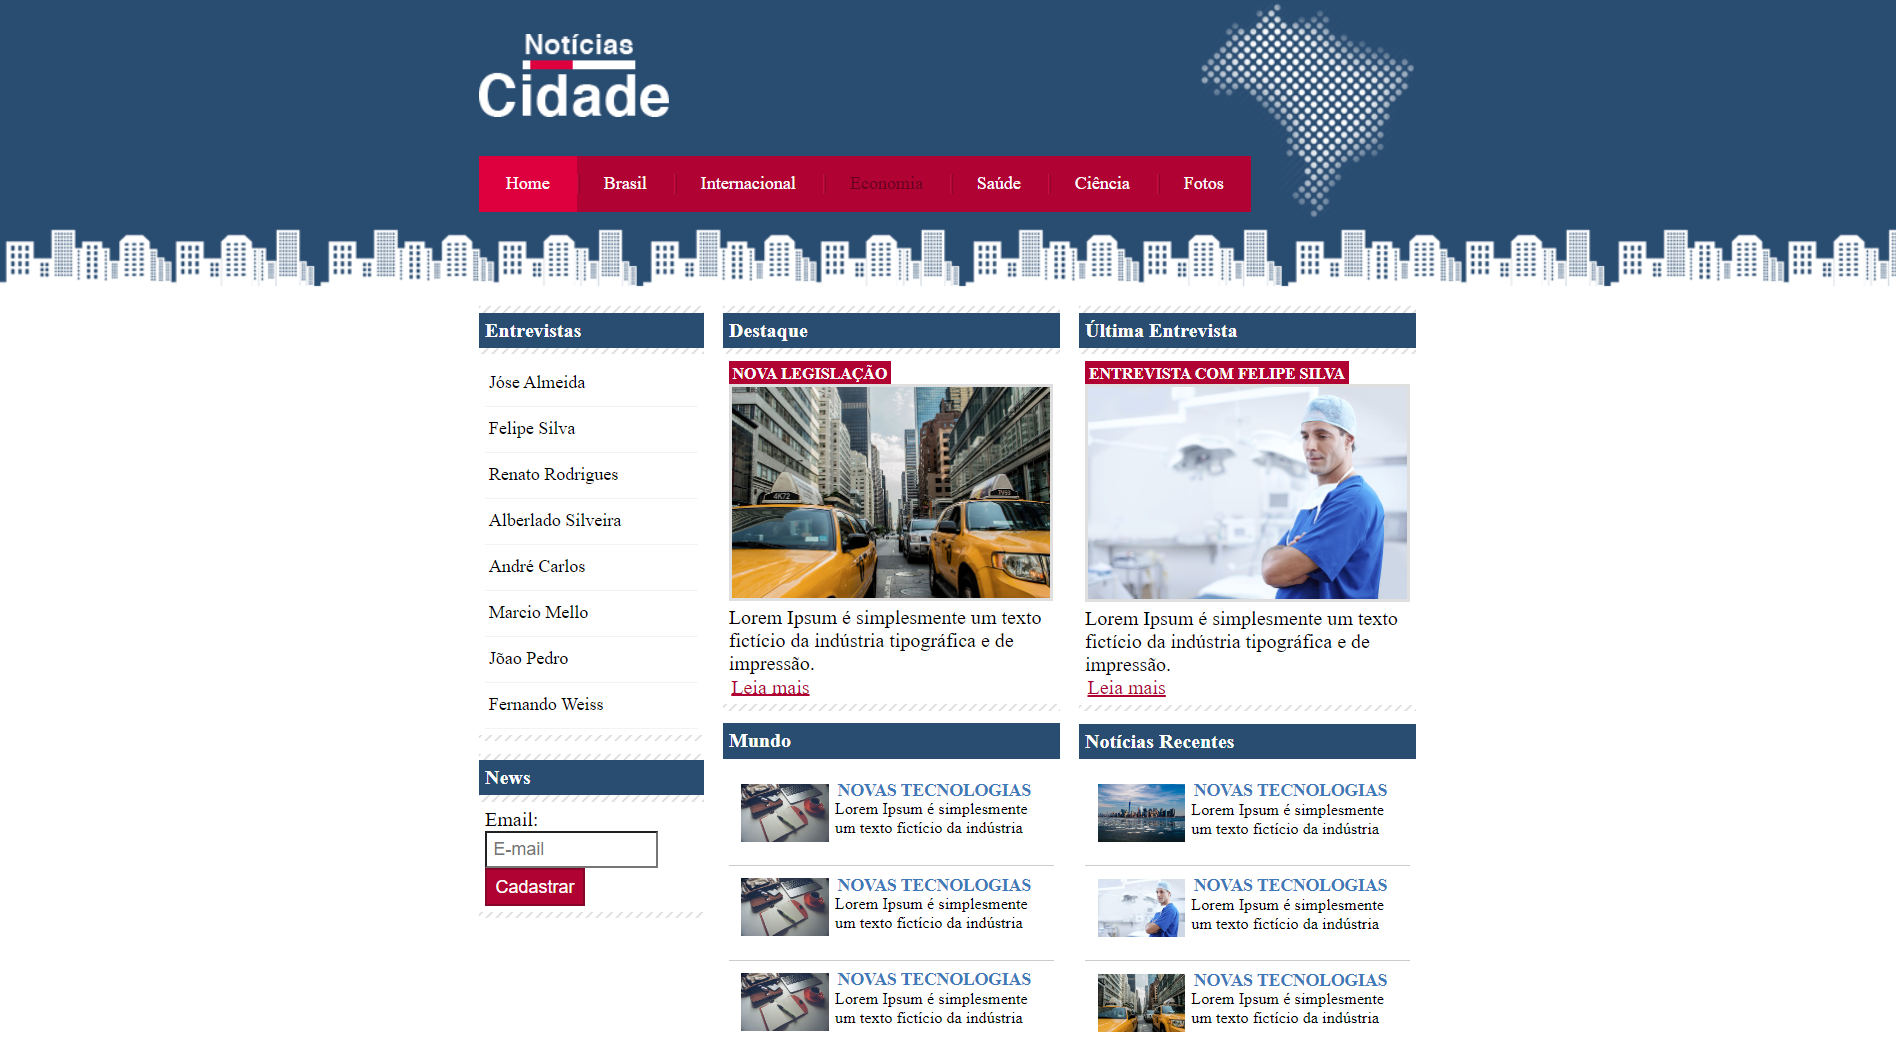 Notícias
Cidade
Home
Brasil
Internacional
Economia
Saúde
Ciência
Fotos
Entrevistas
Jóse Almeida
Felipe Silva
Renato Rodrigues
Alberlado Silveira
André Carlos
Marcio Mello
Jõao Pedro
Fernando Weiss
News
Email:
E-mail
Cadastrar
Destaque
NOVA LEGISLAÇÃO
4K72
Lorem Ipsum é simplesmente um texto
fictício da indústria tipográfica e de
impressão.
Leia mais
Mundo
NOVAS TECNOLOGIAS
Lorem Ipsum é simplesmente
um texto fictício da indústria
NOVAS TECNOLOGIAS
Lorem Ipsum é simplesmente
um texto fictício da indústria
NOVAS TECNOLOGIAS
Lorem Ipsum é simplesmente
um texto fictício da indústria
Última Entrevista
ENTREVISTA COM FELIPE SILVA
Lorem Ipsum é simplesmente um texto
fictício da indústria tipográfica e de
impressão.
Leia mais
Notícias Recentes
NOVAS TECNOLOGIAS
Lorem Ipsum é simplesmente
um texto fictício da indústria
NOVAS TECNOLOGIAS
Lorem Ipsum é simplesmente
um texto fictício da indústria
NOVAS TECNOLOGIAS
Lorem Ipsum é simplesmente
um texto fictício da indústria